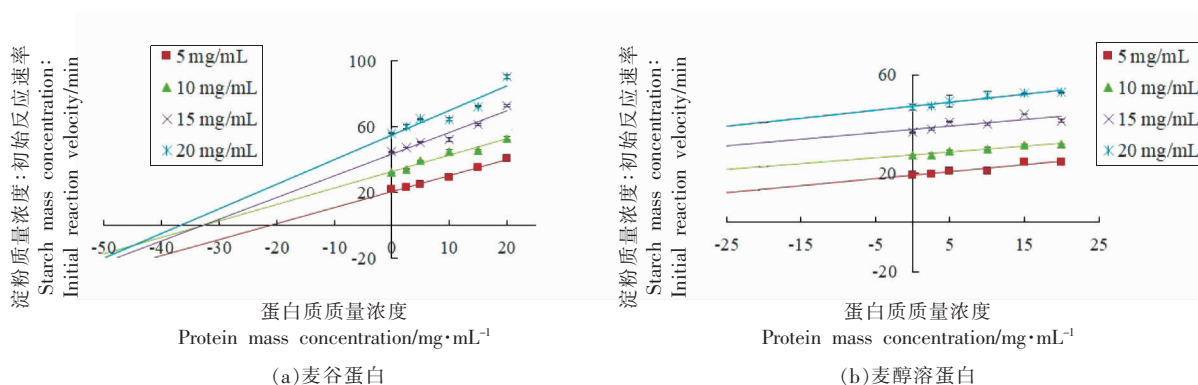 淀粉质量浓度:初始反应速率
Starch mass concentration:
Initial reaction velocity/min
5 mg/mL
10 mg/mL
15 mg/mL
20 mg/mL
100
60
20
-20
-50 -40 -30 -20 -10 0 10 20
蛋白质质量浓度
Protein mass concentration/mg·mL⁻¹
(a)麦谷蛋白
淀粉质量浓度:初始反应速率
Starch mass concentration:
Initial reaction velocity/min
5 mg/mL
10 mg/mL
15 mg/mL
20 mg/mL
60
20
-20
-25 -15 -5 5 15 25
蛋白质质量浓度
Protein mass concentration/mg·mL⁻¹
(b)麦醇溶蛋白